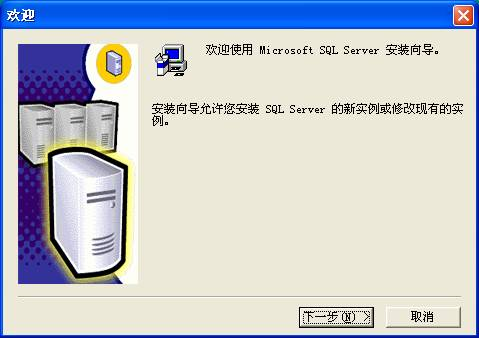 欢迎
欢迎使用 Microsoft SQL Server 安装向导。
安装向导允许您安装 SQL Server 的新实例或修改现有的实
例。
下一步(N) >
取消